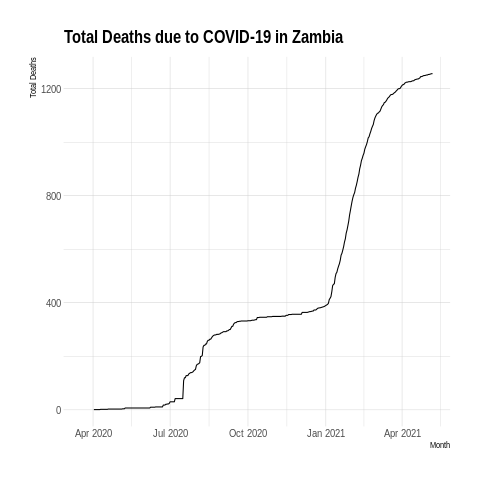 Total Deaths due to COVID-19 in Zambia
Total Deaths
1200
800
400
0
Apr 2020 Jul 2020 Oct 2020 Jan 2021 Apr 2021
Month